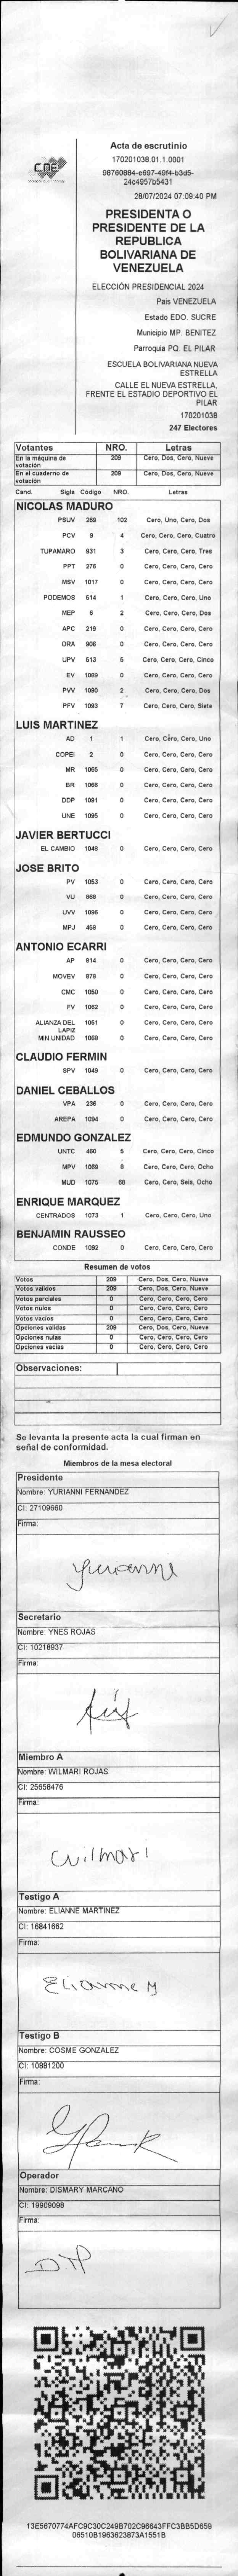 CNE
Acta de escrutinio
170201038.01.1.0001
98760884-e697-49f4-b3d5-
24c4957b5431
28/07/2024 07:09:40 PM
PRESIDENTA O
PRESIDENTE DE LA
REPUBLICA
BOLIVARIANA DE
VENEZUELA
ELECCIÓN PRESIDENCIAL 2024
País VENEZUELA
Estado EDO. SUCRE
Municipio MP. BENITEZ
Parroquia PQ. EL PILAR
ESCUELA BOLIVARIANA NUEVA
ESTRELLA
CALLE EL NUEVA ESTRELLA,
FRENTE EL ESTADIO DEPORTIVO EL
PILAR
170201038
247 Electores
Votantes NRO. Letras
En la máquina de votación 209 Cero, Dos, Cero, Nueve
En el cuaderno de votación 209 Cero, Dos, Cero, Nueve
Cand. Sigla Código NRO. Letras
NICOLAS MADURO
PSUV 269 102 Cero, Uno, Cero, Dos
PCV 9 4 Cero, Cero, Cero, Cuatro
TUPAMARO 931 3 Cero, Cero, Cero, Tres
PPT 276 0 Cero, Cero, Cero, Cero
MSV 1017 0 Cero, Cero, Cero, Cero
PODEMOS 514 1 Cero, Cero, Cero, Uno
MEP 6 2 Cero, Cero, Cero, Dos
APC 219 0 Cero, Cero, Cero, Cero
ORA 906 0 Cero, Cero, Cero, Cero
UPV 513 5 Cero, Cero, Cero, Cinco
EV 1089 0 Cero, Cero, Cero, Cero
PVV 1090 2 Cero, Cero, Cero, Dos
PFV 1093 7 Cero, Cero, Cero, Siete
LUIS MARTINEZ
AD 1 1 Cero, Cero, Cero, Uno
COPEI 2 0 Cero, Cero, Cero, Cero
MR 1065 0 Cero, Cero, Cero, Cero
BR 1066 0 Cero, Cero, Cero, Cero
DDP 1091 0 Cero, Cero, Cero, Cero
UNE 1095 0 Cero, Cero, Cero, Cero
JAVIER BERTUCCI
EL CAMBIO 1048 0 Cero, Cero, Cero, Cero
JOSE BRITO
PV 1053 0 Cero, Cero, Cero, Cero
VU 868 0 Cero, Cero, Cero, Cero
UVV 1096 0 Cero, Cero, Cero, Cero
MPJ 458 0 Cero, Cero, Cero, Cero
ANTONIO ECARRI
AP 814 0 Cero, Cero, Cero, Cero
MOVEV 879 0 Cero, Cero, Cero, Cero
CMC 1050 0 Cero, Cero, Cero, Cero
FV 1062 0 Cero, Cero, Cero, Cero
ALIANZA DEL LAPIZ 1051 0 Cero, Cero, Cero, Cero
MIN UNIDAD 1068 0 Cero, Cero, Cero, Cero
CLAUDIO FERMIN
SPV 1049 0 Cero, Cero, Cero, Cero
DANIEL CEBALLOS
VPA 236 0 Cero, Cero, Cero, Cero
AREPA 1094 0 Cero, Cero, Cero, Cero
EDMUNDO GONZALEZ
UNTC 460 5 Cero, Cero, Cero, Cinco
MPV 1069 8 Cero, Cero, Cero, Ocho
MUD 1075 68 Cero, Cero, Seis, Ocho
ENRIQUE MARQUEZ
CENTRADOS 1073 1 Cero, Cero, Cero, Uno
BENJAMIN RAUSSEO
CONDE 1092 0 Cero, Cero, Cero, Cero
Resumen de votos
Votos 209 Cero, Dos, Cero, Nueve
Votos validos 209 Cero, Dos, Cero, Nueve
Votos parciales 0 Cero, Cero, Cero, Cero
Votos nulos 0 Cero, Cero, Cero, Cero
Votos vacios 0 Cero, Cero, Cero, Cero
Opciones validas 209 Cero, Dos, Cero, Nueve
Opciones nulas 0 Cero, Cero, Cero, Cero
Opciones vacias 0 Cero, Cero, Cero, Cero
Observaciones:
Se levanta la presente acta la cual firman en
señal de conformidad.
Miembros de la mesa electoral
Presidente
Nombre: YURIANNI FERNANDEZ
CI: 27109660
Firma:
Yurianni
Secretario
Nombre: YNES ROJAS
CI: 10218937
Firma:
Miembro A
Nombre: WILMARI ROJAS
CI: 25658476
Firma:
Wilmari
Testigo A
Nombre: ELIANNE MARTINEZ
CI: 16841662
Firma:
Elianne M
Testigo B
Nombre: COSME GONZALEZ
CI: 10881200
Firma:
Operador
Nombre: DISMARY MARCANO
CI: 19909098
Firma:
13E5670774AFC9C30C249B702C96643FFC3BB5D659
06510B1963623873A1551B